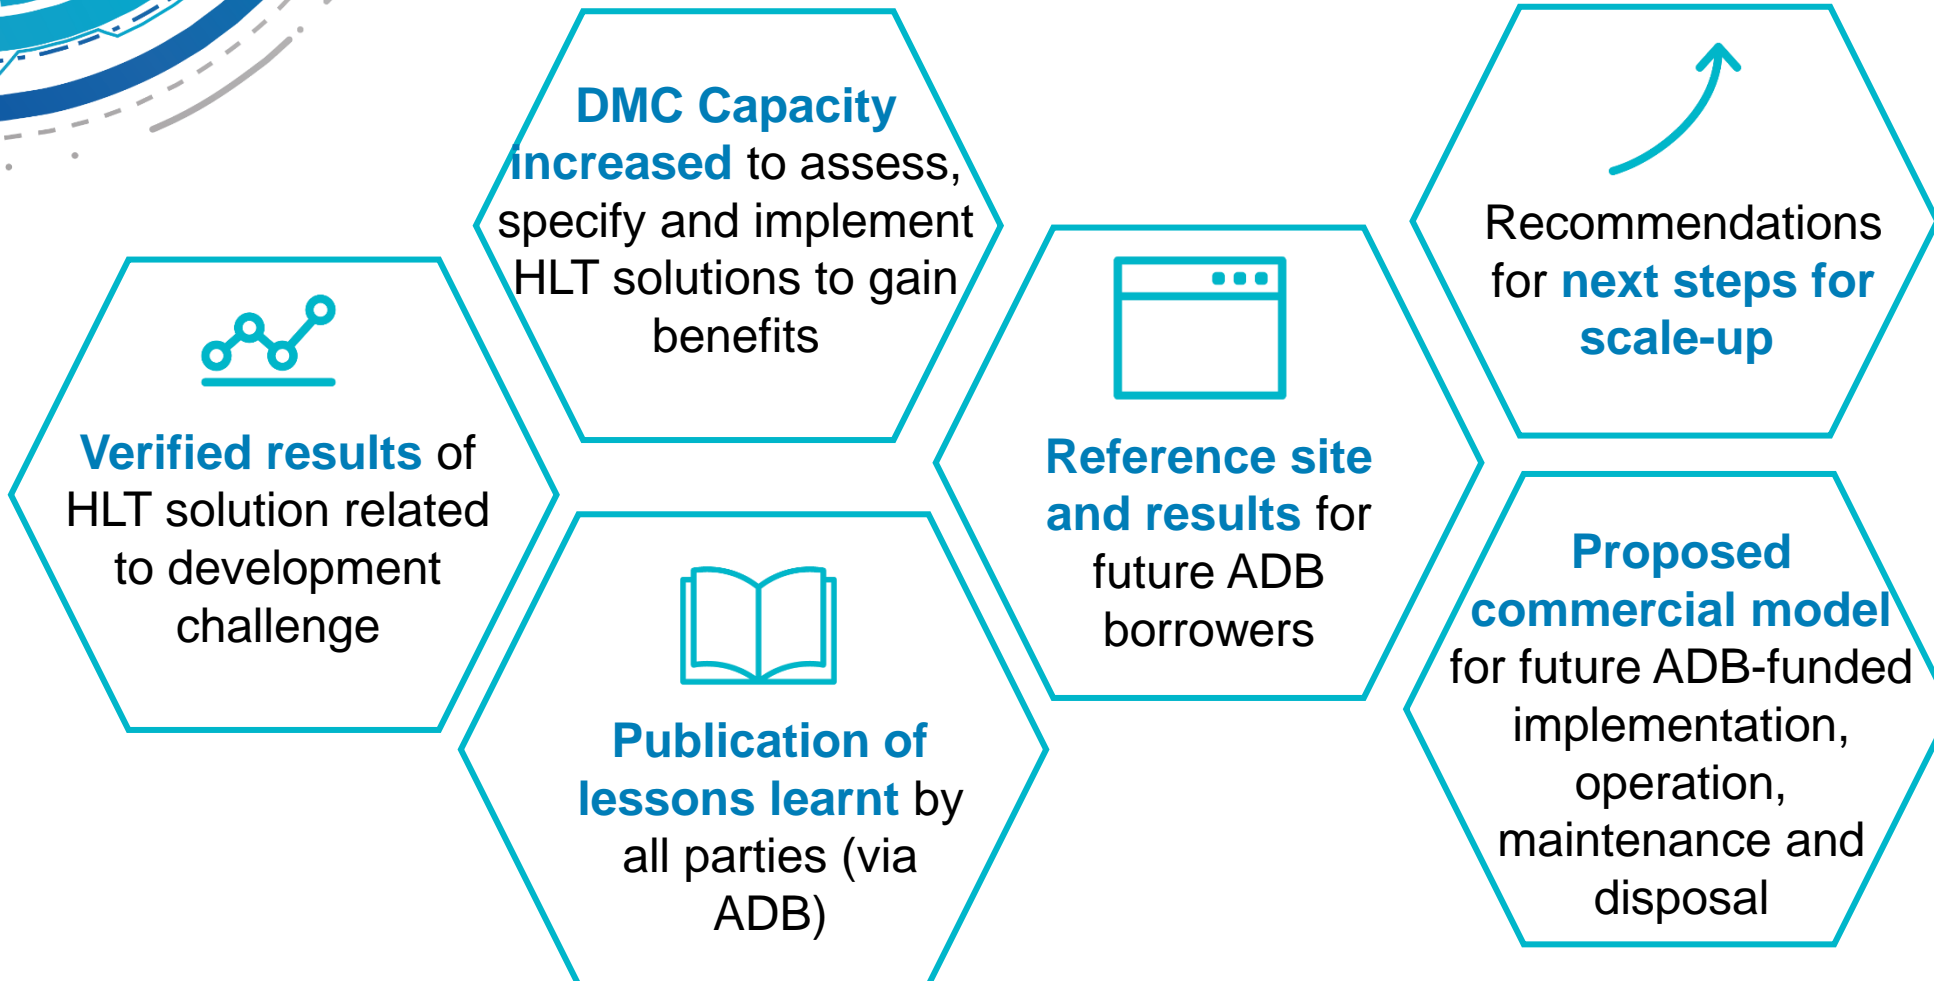 Verified results of
HLT solution related
to development
challenge
DMC Capacity
increased to assess,
specify and implement
HLT solutions to gain
benefits
Publication of
lessons learnt by
all parties (via
ADB)
Reference site
and results for
future ADB
borrowers
Recommendations
for next steps for
scale-up
Proposed
commercial model
for future ADB-funded
implementation,
operation,
maintenance and
disposal